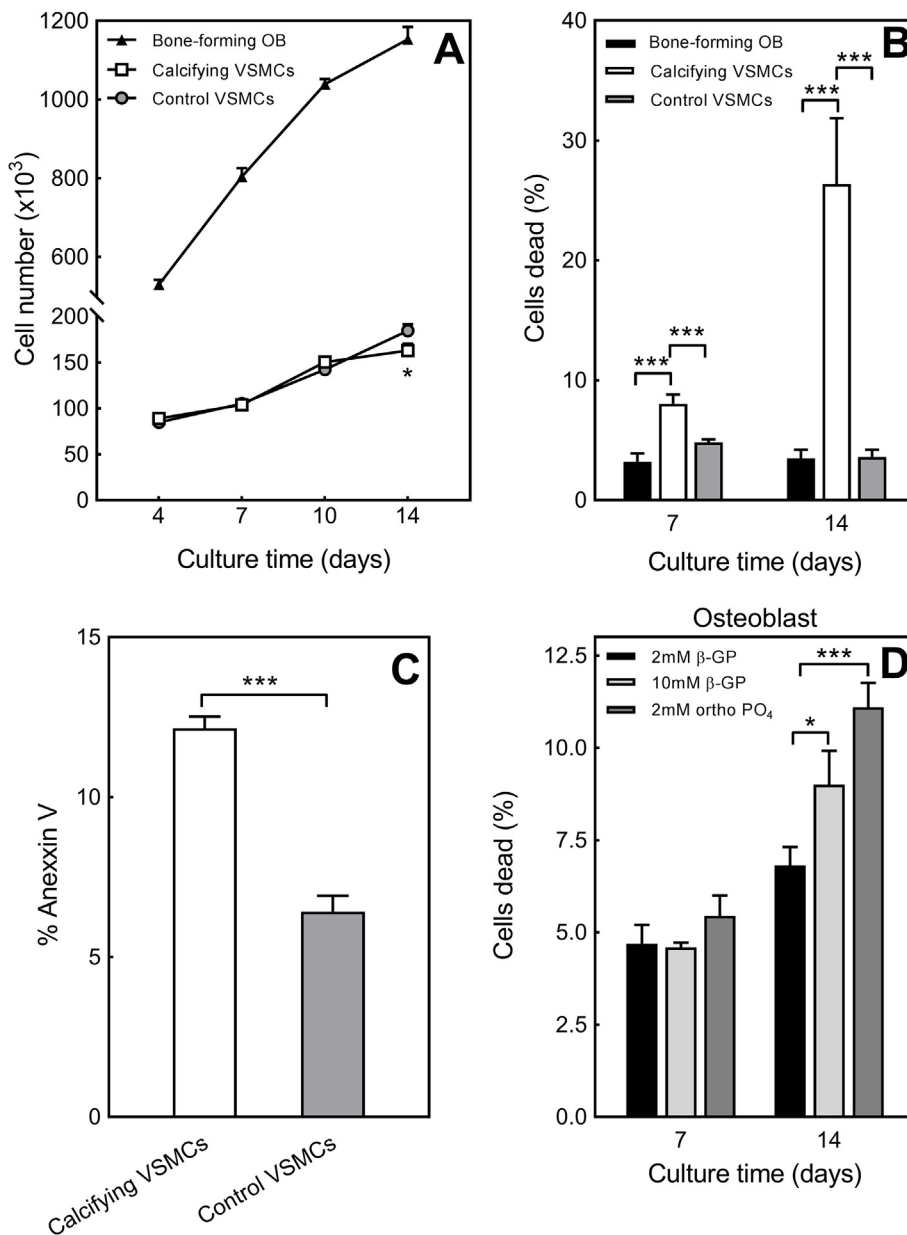 A
Bone-forming OB
Calcifying VSMCs
Control VSMCs
Cell number (x10³)
1200
1000
800
600
200
150
100
50
0
*
4 7 10 14
Culture time (days)
B
Bone-forming OB
Calcifying VSMCs
Control VSMCs
Cells dead (%)
40
30
20
10
0
*** ***
*** ***
7 14
Culture time (days)
C
% Anexxin V
15
10
5
0
***
Calcifying VSMCs
Control VSMCs
Osteoblast
D
2mM β-GP
10mM β-GP
2mM ortho PO₄
Cells dead (%)
12.5
10.0
7.5
5.0
2.5
0.0
***
*
7 14
Culture time (days)